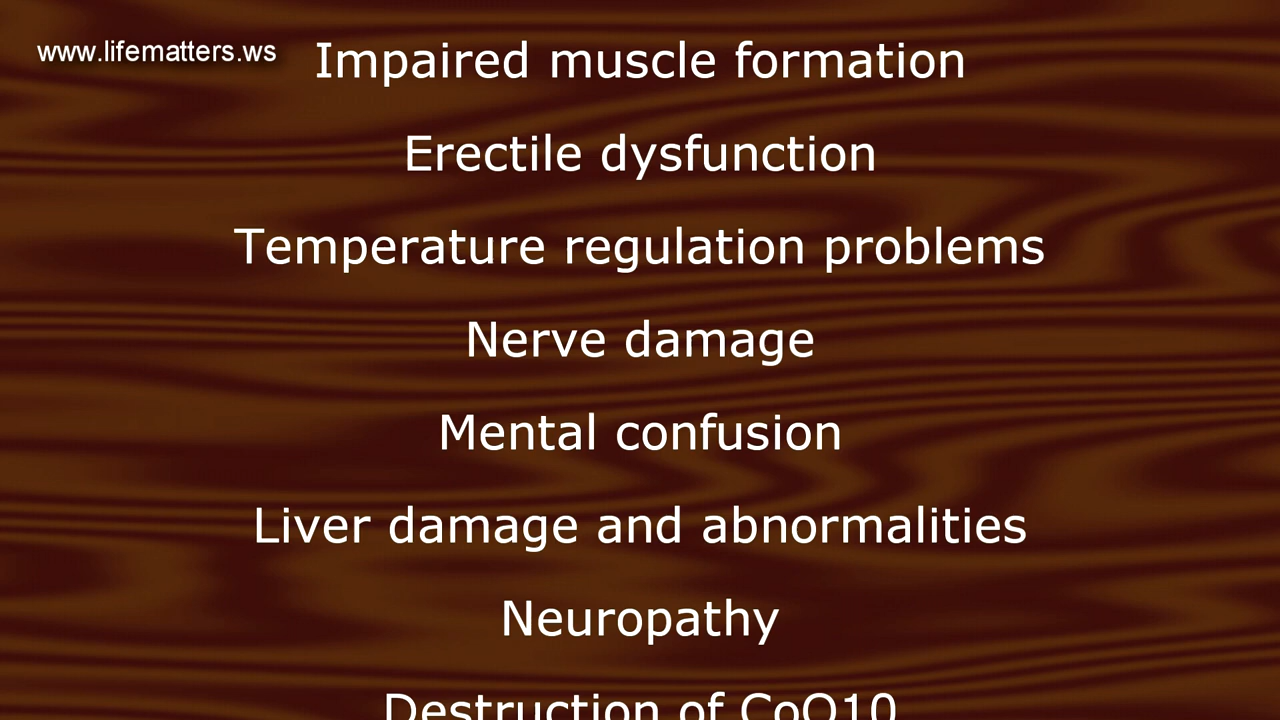 www.lifematters.ws
Impaired muscle formation
Erectile dysfunction
Temperature regulation problems
Nerve damage
Mental confusion
Liver damage and abnormalities
Neuropathy
Destruction of CoQ10